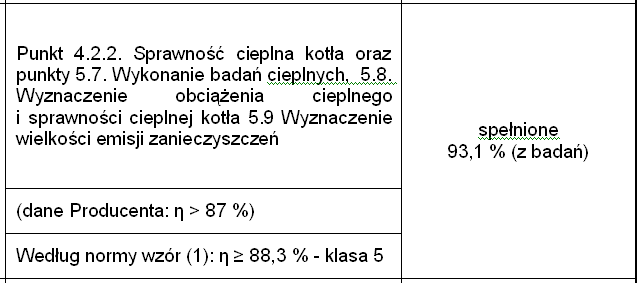 Punkt 4.2.2. Sprawność cieplna kotła oraz
punkty 5.7. Wykonanie badań cieplnych, 5.8.
Wyznaczenie obciążenia cieplnego
i sprawności cieplnej kotła 5.9 Wyznaczenie
wielkości emisji zanieczyszczeń
spełnione
93,1 % (z badań)
(dane Producenta: η > 87 %)
Według normy wzór (1): η ≥ 88,3 % - klasa 5